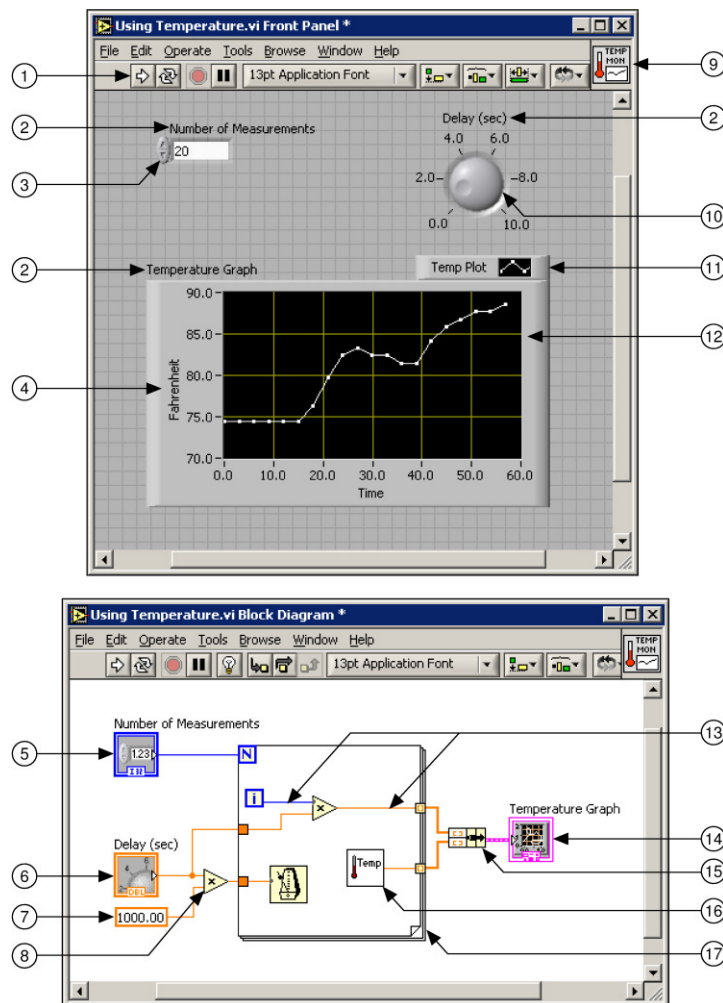 Using Temperature.vi Front Panel *
File Edit Operate Tools Browse Window Help
TEMP
MON
1
13pt Application Font
9
2
Number of Measurements
Delay (sec)
2
3
20
0.0 2.0 4.0 6.0 8.0 10.0
10
2
Temperature Graph
Temp Plot
11
12
4
Fahrenheit
90.0
85.0
80.0
75.0
70.0
0.0 10.0 20.0 30.0 40.0 50.0 60.0
Time
Using Temperature.vi Block Diagram *
File Edit Operate Tools Browse Window Help
TEMP
MON
13pt Application Font
Number of Measurements
5
1.23
N
13
i
Temperature Graph
14
Delay (sec)
15
6
DBL
Temp
16
7
1000.00
8
17